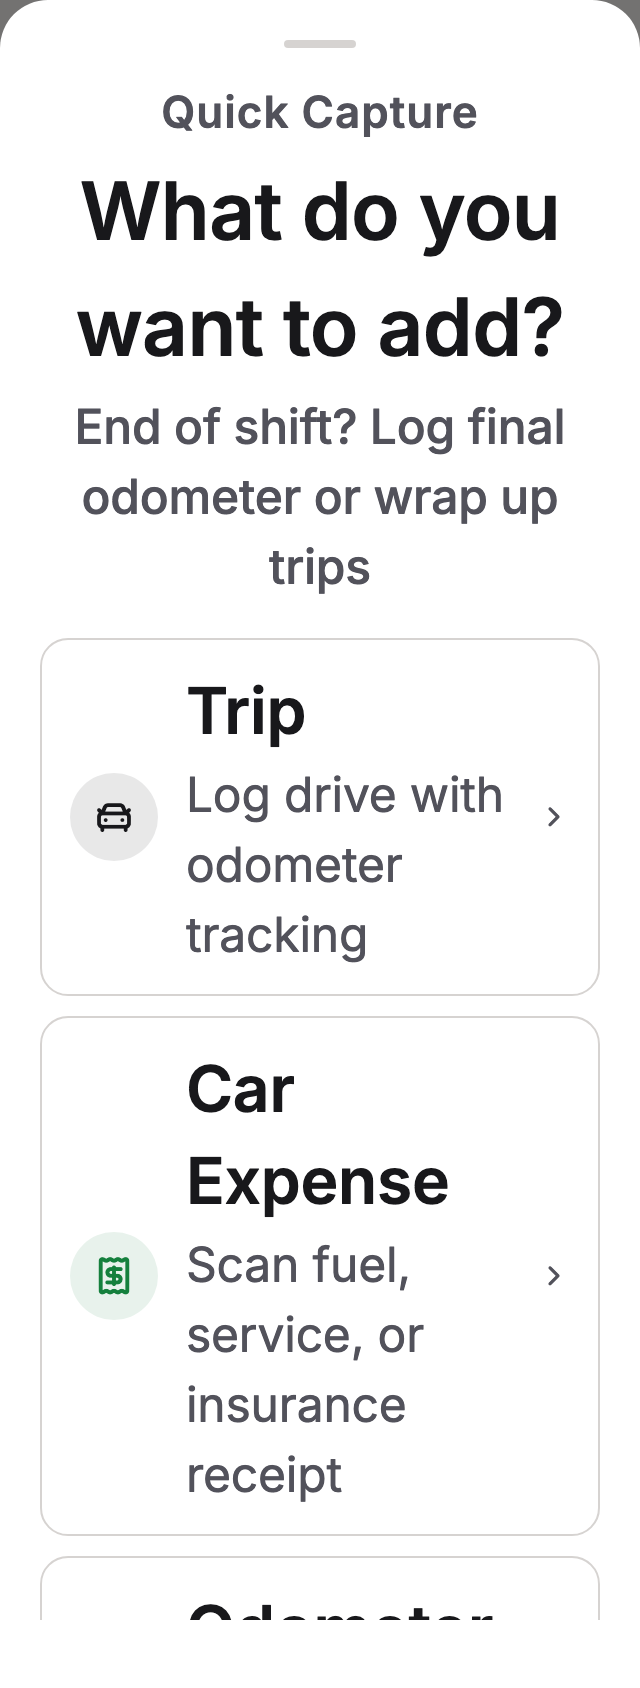 Quick Capture
What do you
want to add?
End of shift? Log final
odometer or wrap up
trips
Trip
Log drive with
odometer
tracking
Car
Expense
Scan fuel,
service, or
insurance
receipt
Odometer